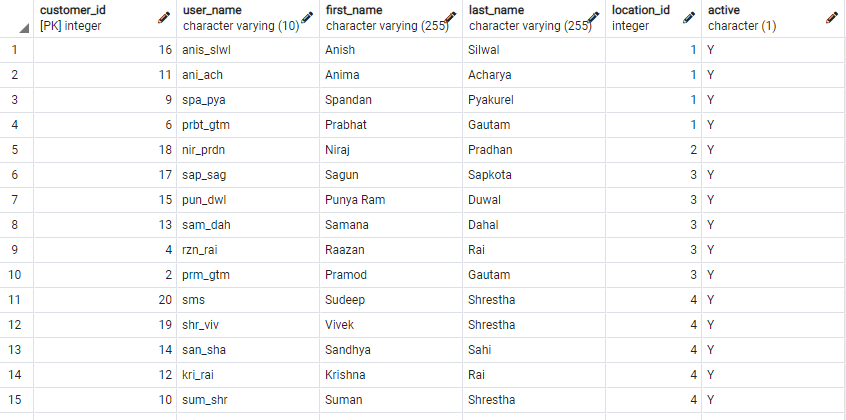 customer_id user_name first_name last_name location_id active
[PK] integer character varying (10) character varying (255) character varying (255) integer character (1)
1 16 anis_slwl Anish Silwal 1 Y
2 11 ani_ach Anima Acharya 1 Y
3 9 spa_pya Spandan Pyakurel 1 Y
4 6 prbt_gtm Prabhat Gautam 1 Y
5 18 nir_prdn Niraj Pradhan 2 Y
6 17 sap_sag Sagun Sapkota 3 Y
7 15 pun_dwl Punya Ram Duwal 3 Y
8 13 sam_dah Samana Dahal 3 Y
9 4 rzn_rai Raazan Rai 3 Y
10 2 prm_gtm Pramod Gautam 3 Y
11 20 sms Sudeep Shrestha 4 Y
12 19 shr_viv Vivek Shrestha 4 Y
13 14 san_sha Sandhya Sahi 4 Y
14 12 kri_rai Krishna Rai 4 Y
15 10 sum_shr Suman Shrestha 4 Y